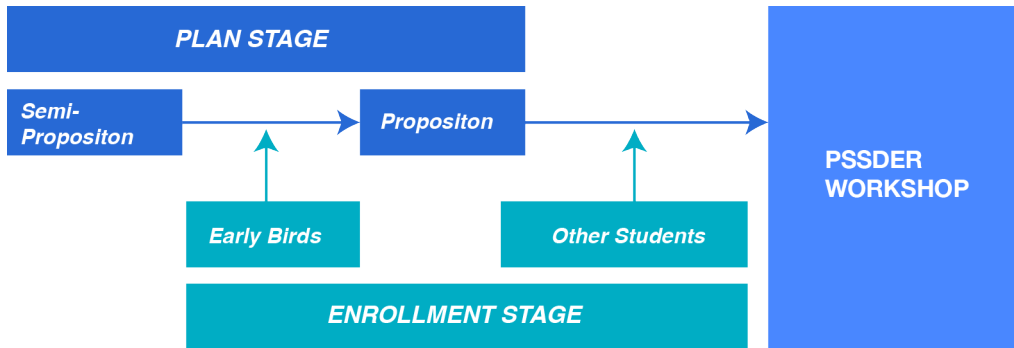 PLAN STAGE
Semi-
Propositon
Propositon
PSSDER
WORKSHOP
Early Birds
Other Students
ENROLLMENT STAGE